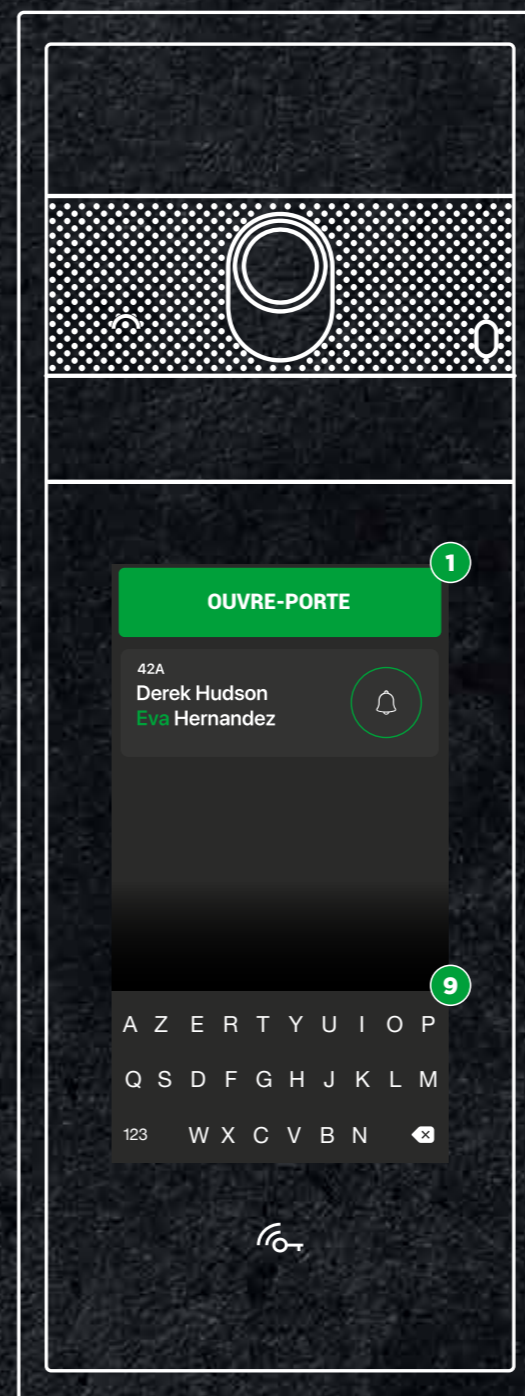 1
OUVRE-PORTE
42A
Derek Hudson
Eva Hernandez
9
A Z E R T Y U I O P
Q S D F G H J K L M
123 W X C V B N